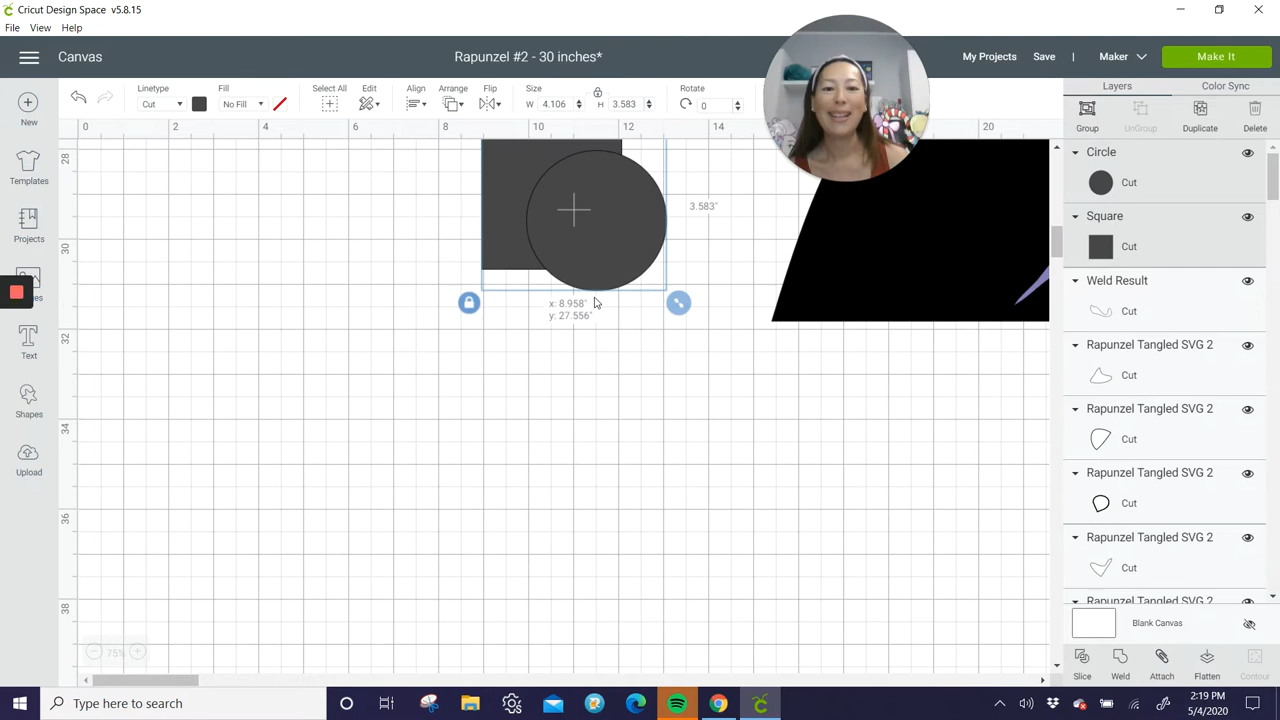 Cricut Design Space v5.8.15
File View Help
Canvas
Rapunzel #2 - 30 inches*
My Projects Save | Maker Make It
Linetype Fill Select All Edit Arrange Flip Size Rotate
Cut No Fill Align W 4.106 H 3.583 0
Layers Color Sync
Group UnGroup Duplicate Delete
New
Templates
Projects
Text
Shapes
Upload
0 2 4 6 8 10 12 14 20
28
30
32
34
36
38
3.583"
x: 8.958"
y: 27.556"
75%
Circle
Cut
Square
Cut
Weld Result
Cut
Rapunzel Tangled SVG 2
Cut
Rapunzel Tangled SVG 2
Cut
Rapunzel Tangled SVG 2
Cut
Rapunzel Tangled SVG 2
Cut
Rapunzel Tangled SVG 2
Blank Canvas
Slice Weld Attach Flatten Contour
Type here to search
2:19 PM
5/4/2020